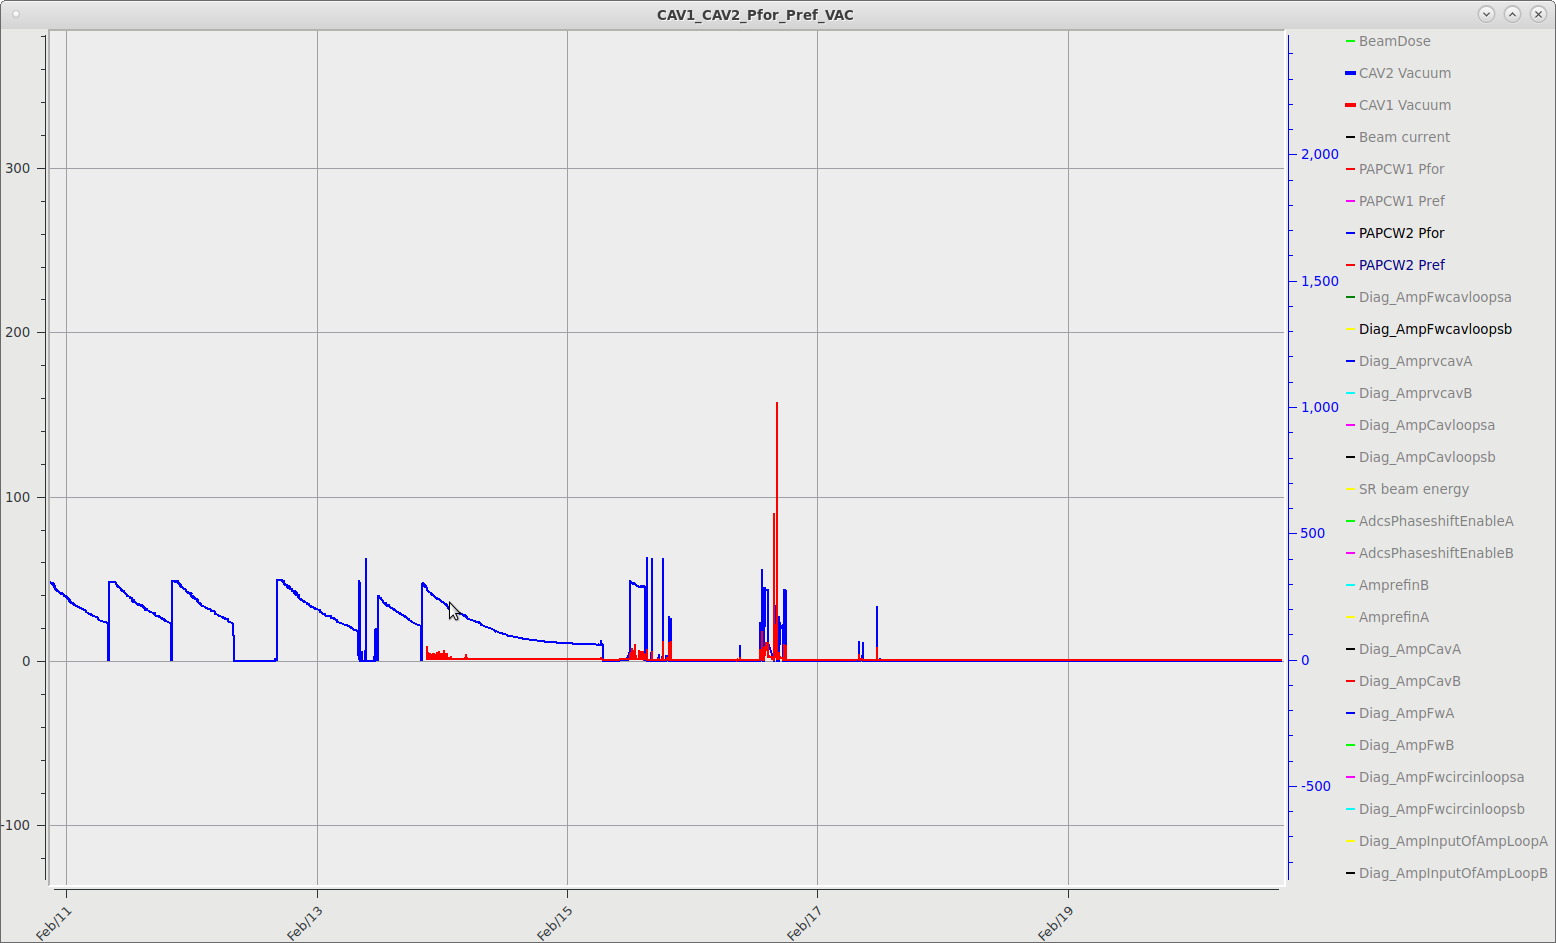 CAV1_CAV2_Pfor_Pref_VAC
300
200
100
0
-100
2,000
1,500
1,000
500
0
-500
Feb/11
Feb/13
Feb/15
Feb/17
Feb/19
BeamDose
CAV2 Vacuum
CAV1 Vacuum
Beam current
PAPCW1 Pfor
PAPCW1 Pref
PAPCW2 Pfor
PAPCW2 Pref
Diag_AmpFwcavloopsa
Diag_AmpFwcavloopsb
Diag_AmprvcavA
Diag_AmprvcavB
Diag_AmpCavloopsa
Diag_AmpCavloopsb
SR beam energy
AdcsPhaseshiftEnableA
AdcsPhaseshiftEnableB
AmprefinB
AmprefinA
Diag_AmpCavA
Diag_AmpCavB
Diag_AmpFwA
Diag_AmpFwB
Diag_AmpFwcircinloopsa
Diag_AmpFwcircinloopsb
Diag_AmpInputOfAmpLoopA
Diag_AmpInputOfAmpLoopB